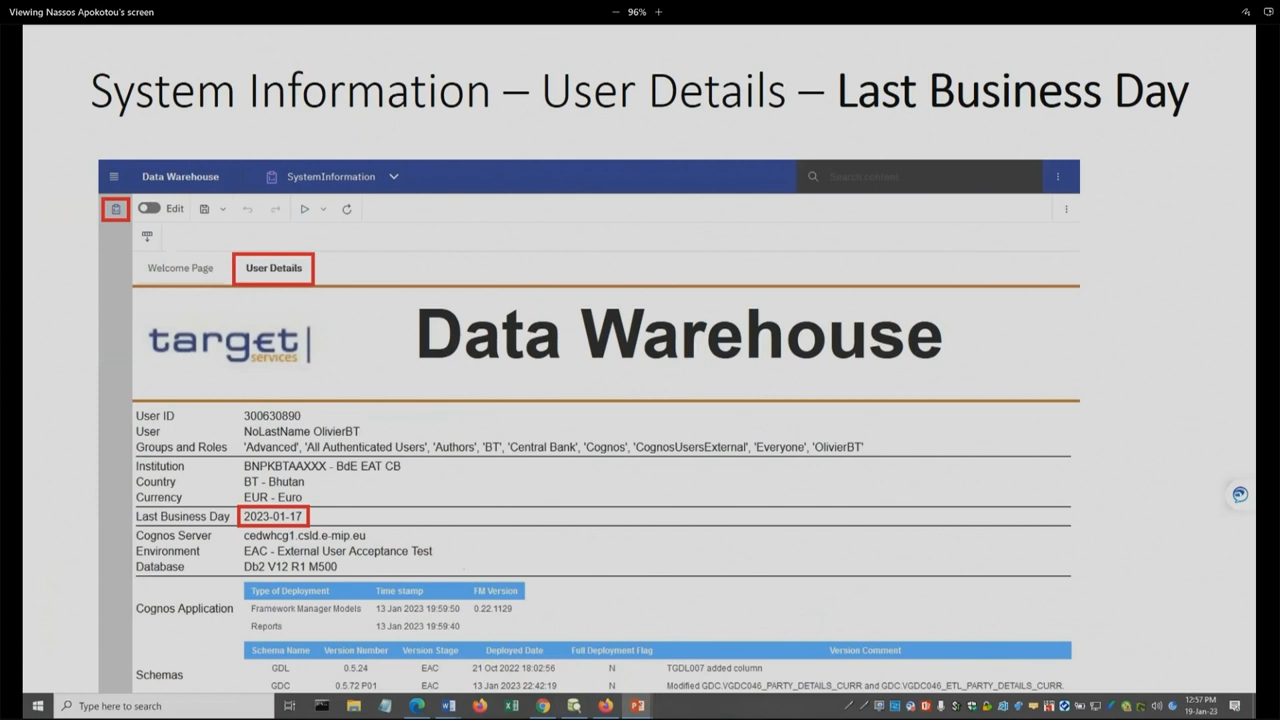 Viewing Nassos Apokotou's screen
96%
System Information – User Details – Last Business Day
Data Warehouse
SystemInformation
Search content
Edit
Welcome Page
User Details
target
services
Data Warehouse
User ID 300630890
User NoLastName OlivierBT
Groups and Roles 'Advanced', 'All Authenticated Users', 'Authors', 'BT', 'Central Bank', 'Cognos', 'CognosUsersExternal', 'Everyone', 'OlivierBT'
Institution BNPKBTAAXXX - BdE EAT CB
Country BT - Bhutan
Currency EUR - Euro
Last Business Day 2023-01-17
Cognos Server cedwhcg1.csld.e-mip.eu
Environment EAC - External User Acceptance Test
Database Db2 V12 R1 M500
Type of Deployment Time stamp FM Version
Cognos Application Framework Manager Models 13 Jan 2023 19:59:50 0.22.1129
Reports 13 Jan 2023 19:59:40
Schema Name Version Number Version Stage Deployed Date Full Deployment Flag Version Comment
GDL 0.5.24 EAC 21 Oct 2022 18:02:56 N TGDL007 added column
Schemas
GDC 0.5.72 P01 EAC 13 Jan 2023 22:42:19 N Modified GDC.VGDC046_PARTY_DETAILS_CURR and GDC.VGDC046_ETL_PARTY_DETAILS_CURR.
Type here to search
12:57 PM
19-Jan-23